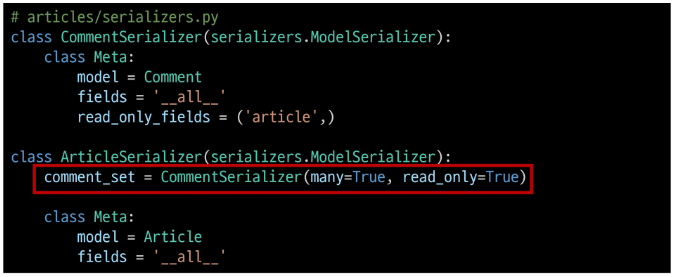 # articles/serializers.py
class CommentSerializer(serializers.ModelSerializer):
    class Meta:
        model = Comment
        fields = '__all__'
        read_only_fields = ('article',)

class ArticleSerializer(serializers.ModelSerializer):
    comment_set = CommentSerializer(many=True, read_only=True)

    class Meta:
        model = Article
        fields = '__all__'